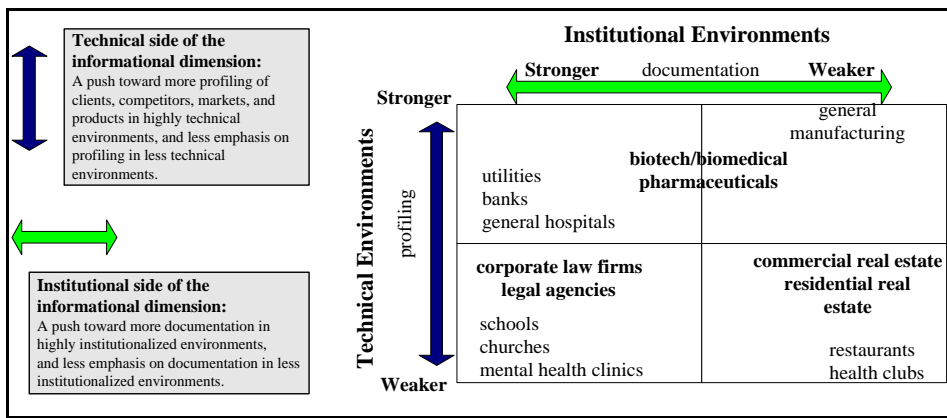 Technical side of the
informational dimension:
A push toward more profiling of
clients, competitors, markets, and
products in highly technical
environments, and less emphasis on
profiling in less technical
environments.
Institutional side of the
informational dimension:
A push toward more documentation in
highly institutionalized environments,
and less emphasis on documentation in less
institutionalized environments.
Institutional Environments
Stronger documentation Weaker
Stronger
Technical Environments
profiling
Weaker
utilities
banks
general hospitals
biotech/biomedical
pharmaceuticals
general
manufacturing
corporate law firms
legal agencies
schools
churches
mental health clinics
commercial real estate
residential real
estate
restaurants
health clubs